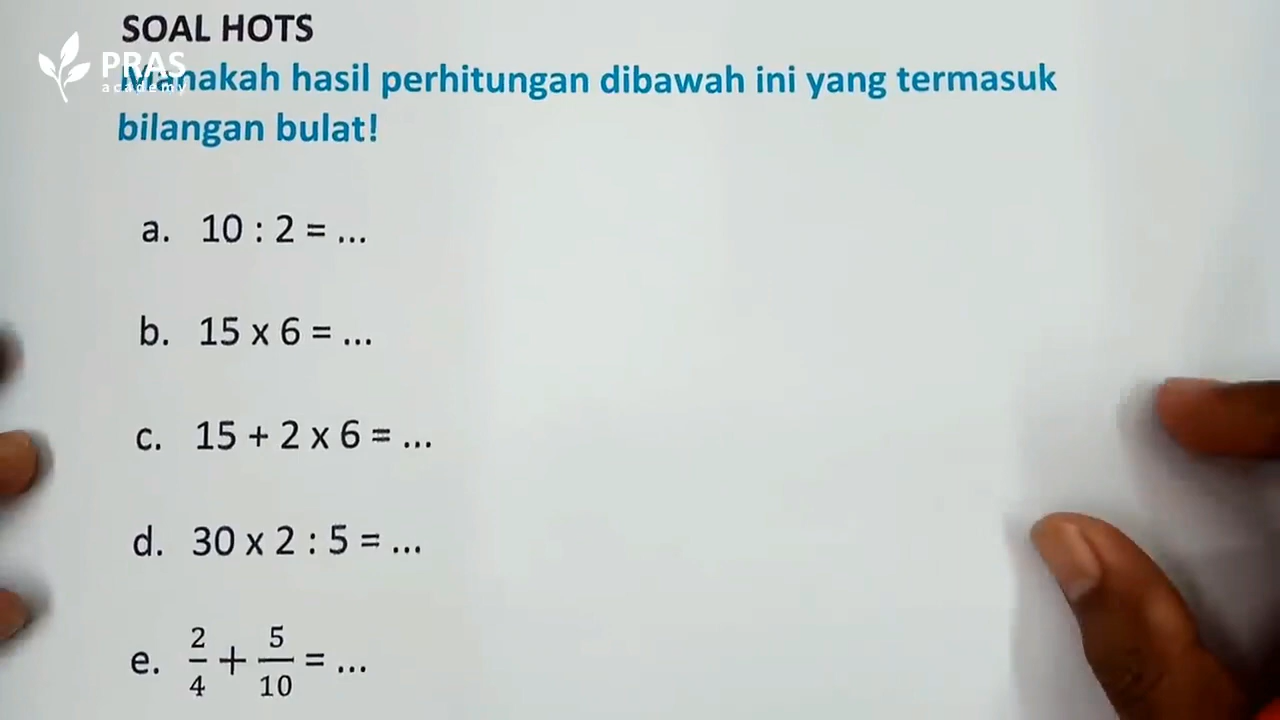 SOAL HOTS
PRAS
academy
Manakah hasil perhitungan dibawah ini yang termasuk
bilangan bulat!
a. 10 : 2 = ...
b. 15 x 6 = ...
c. 15 + 2 x 6 = ...
d. 30 x 2 : 5 = ...
e. 2/4 + 5/10 = ...